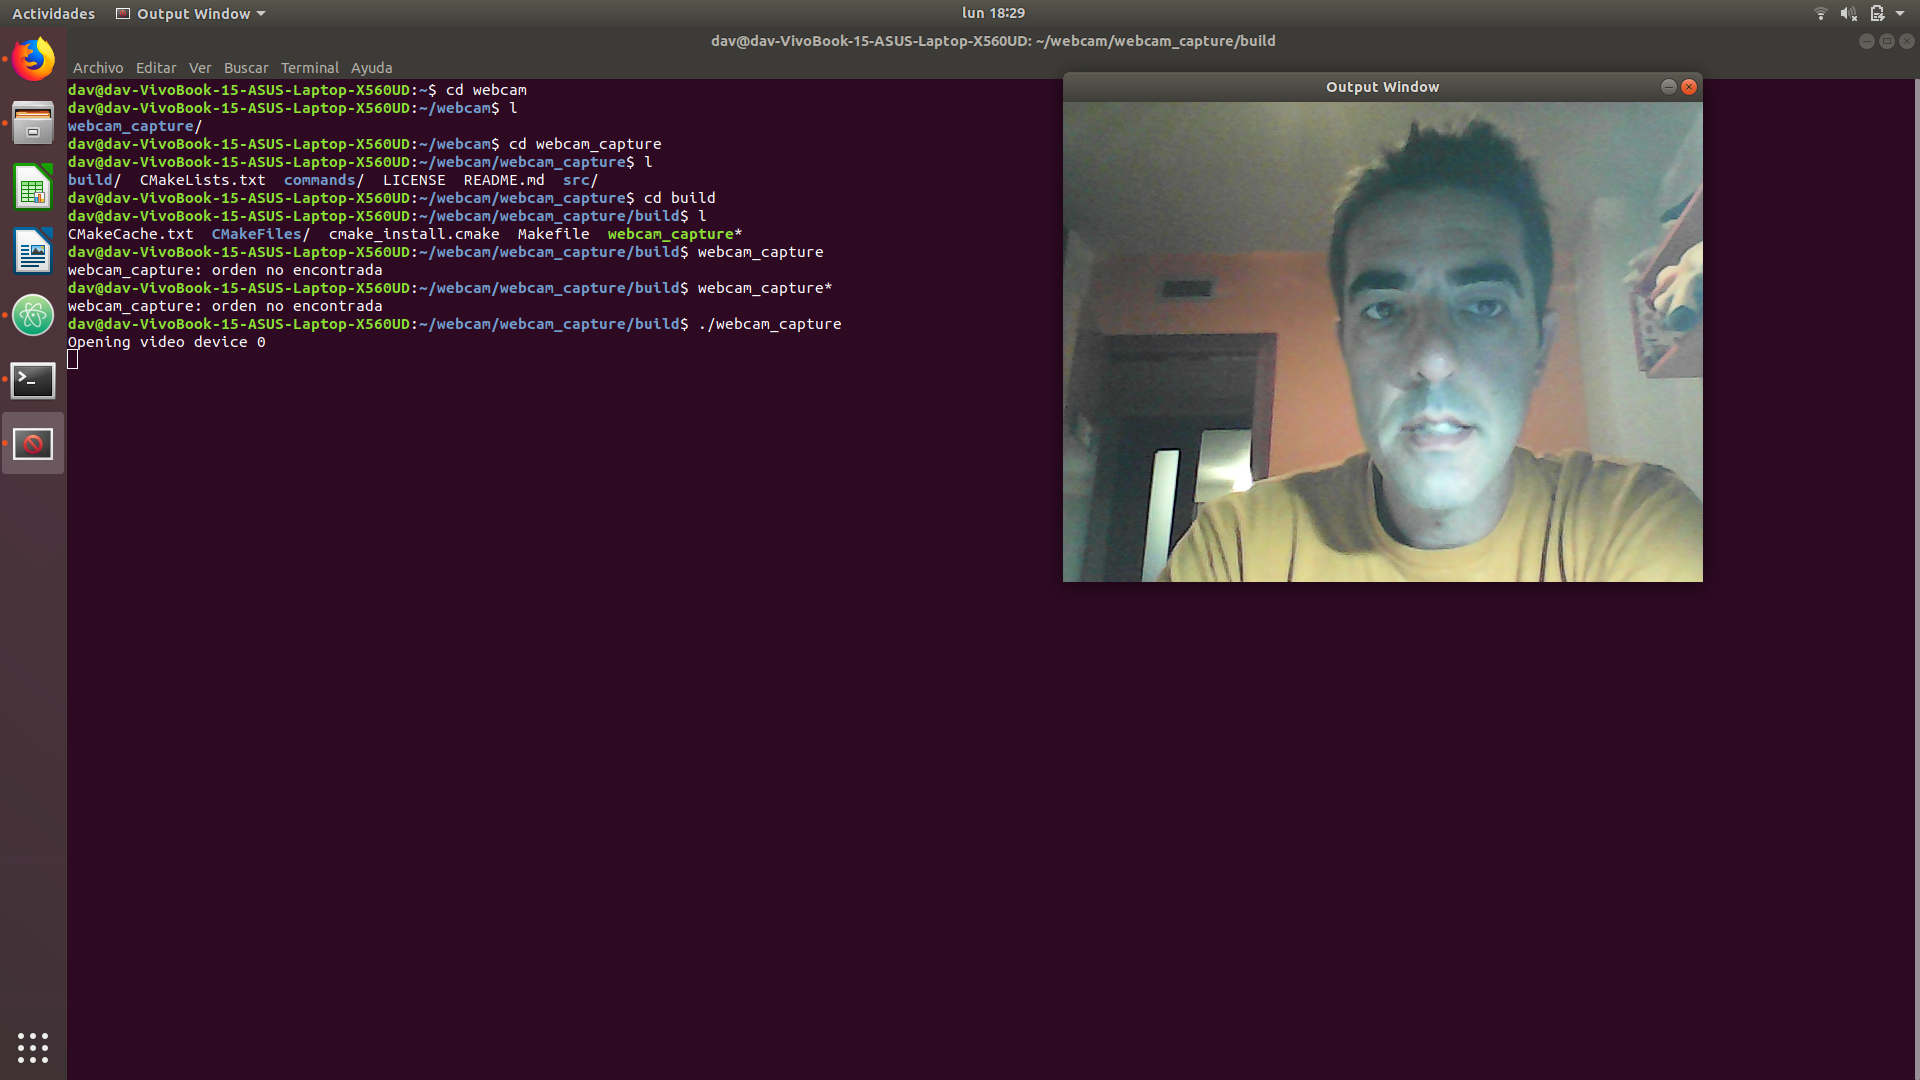 Actividades Output Window lun 18:29
dav@dav-VivoBook-15-ASUS-Laptop-X560UD: ~/webcam/webcam_capture/build
Archivo Editar Ver Buscar Terminal Ayuda
dav@dav-VivoBook-15-ASUS-Laptop-X560UD:~$ cd webcam
dav@dav-VivoBook-15-ASUS-Laptop-X560UD:~/webcam$ l
webcam_capture/
dav@dav-VivoBook-15-ASUS-Laptop-X560UD:~/webcam$ cd webcam_capture
dav@dav-VivoBook-15-ASUS-Laptop-X560UD:~/webcam/webcam_capture$ l
build/ CMakeLists.txt commands/ LICENSE README.md src/
dav@dav-VivoBook-15-ASUS-Laptop-X560UD:~/webcam/webcam_capture$ cd build
dav@dav-VivoBook-15-ASUS-Laptop-X560UD:~/webcam/webcam_capture/build$ l
CMakeCache.txt CMakeFiles/ cmake_install.cmake Makefile webcam_capture*
dav@dav-VivoBook-15-ASUS-Laptop-X560UD:~/webcam/webcam_capture/build$ webcam_capture
webcam_capture: orden no encontrada
dav@dav-VivoBook-15-ASUS-Laptop-X560UD:~/webcam/webcam_capture/build$ webcam_capture*
webcam_capture: orden no encontrada
dav@dav-VivoBook-15-ASUS-Laptop-X560UD:~/webcam/webcam_capture/build$ ./webcam_capture
Opening video device 0
Output Window